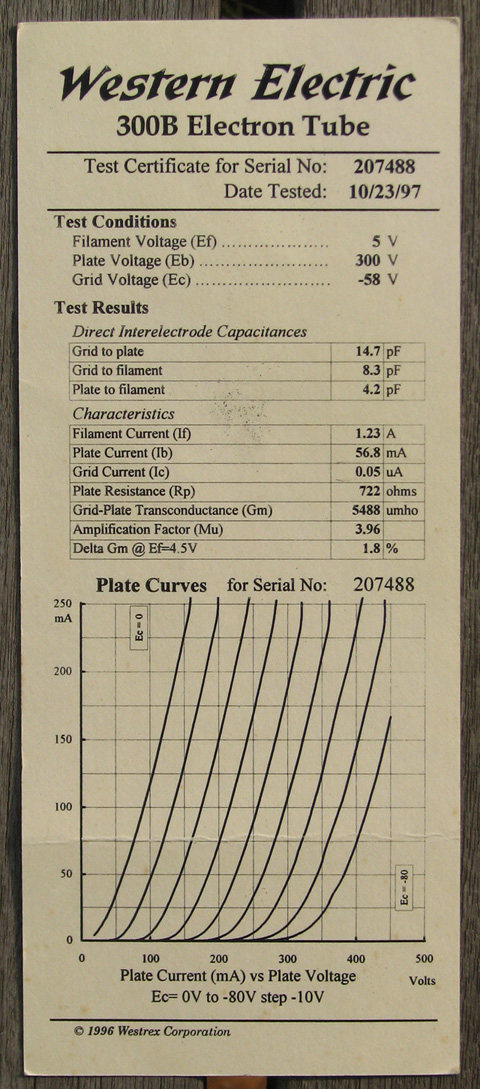 Western Electric
300B Electron Tube
Test Certificate for Serial No: 207488
Date Tested: 10/23/97
Test Conditions
Filament Voltage (Ef) .................... 5 V
Plate Voltage (Eb) ........................ 300 V
Grid Voltage (Ec) ......................... -58 V
Test Results
Direct Interelectrode Capacitances
Grid to plate 14.7 pF
Grid to filament 8.3 pF
Plate to filament 4.2 pF
Characteristics
Filament Current (If) 1.23 A
Plate Current (Ib) 56.8 mA
Grid Current (Ic) 0.05 uA
Plate Resistance (Rp) 722 ohms
Grid-Plate Transconductance (Gm) 5488 umho
Amplification Factor (Mu) 3.96
Delta Gm @ Ef=4.5V 1.8 %
Plate Curves for Serial No: 207488
250
mA
Ec = 0
200
150
100
50
Ec = -80
0
0 100 200 300 400 500
Plate Current (mA) vs Plate Voltage Volts
Ec= 0V to -80V step -10V
© 1996 Westrex Corporation